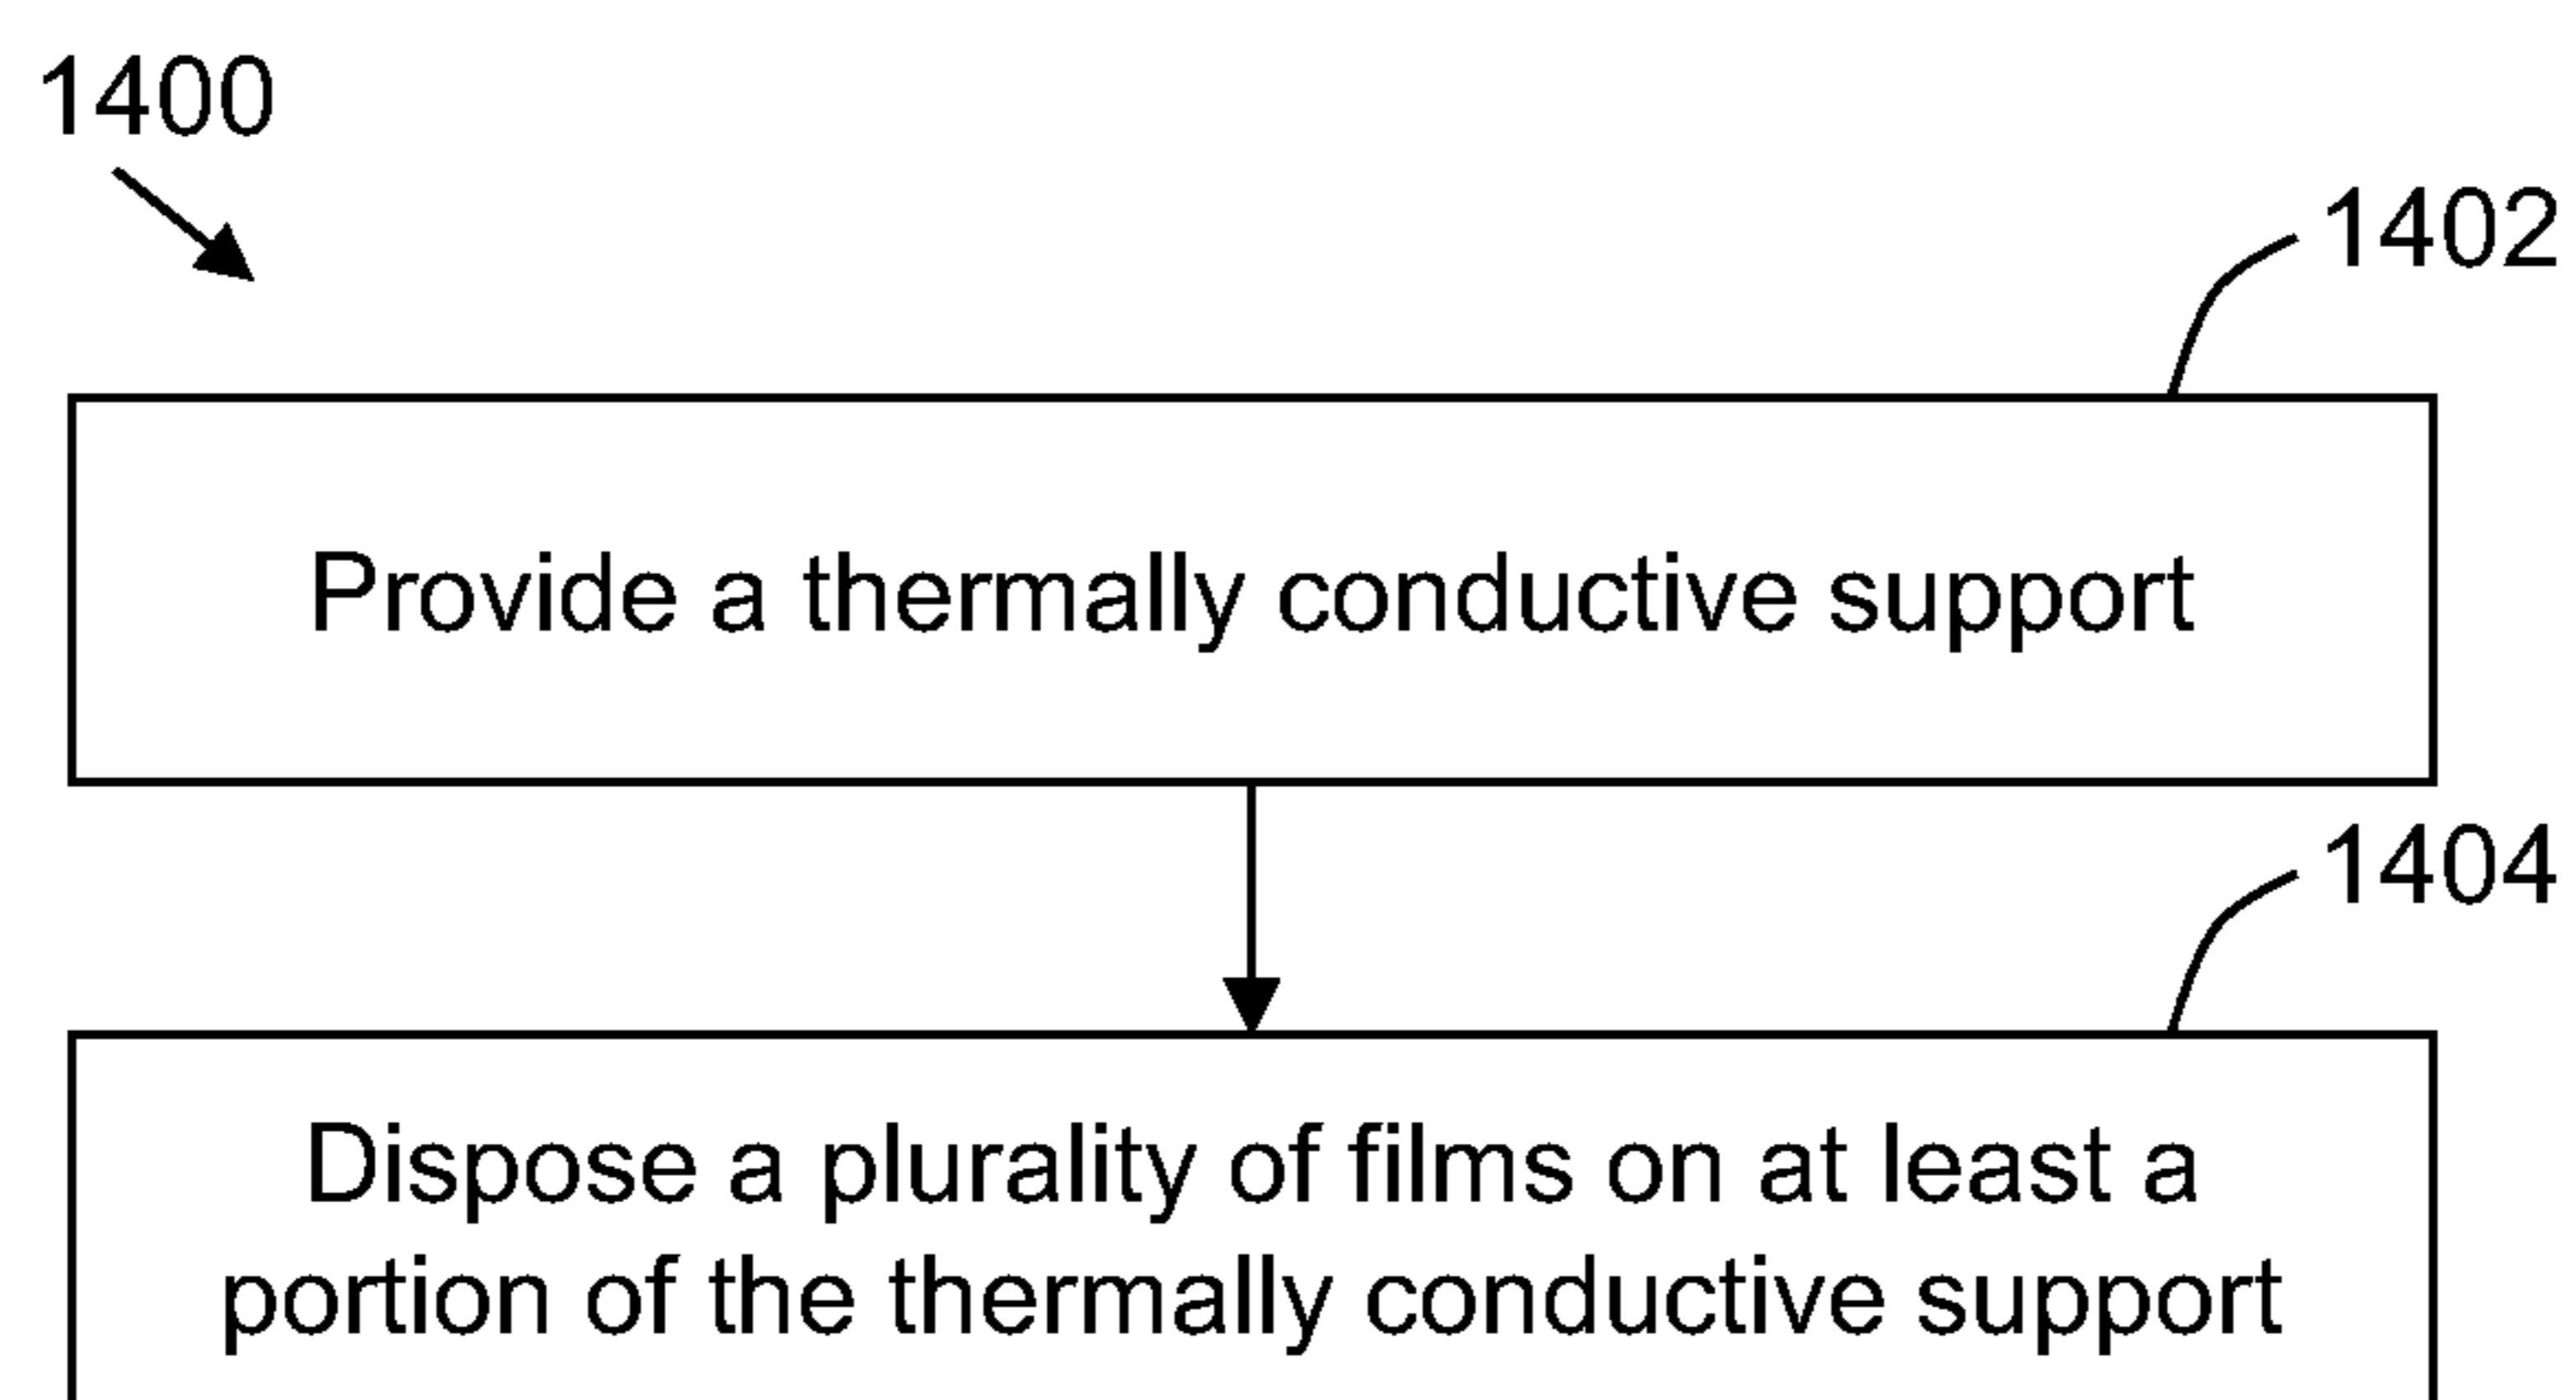 1400
1402
Provide a thermally conductive support
1404
Dispose a plurality of films on at least a
portion of the thermally conductive support